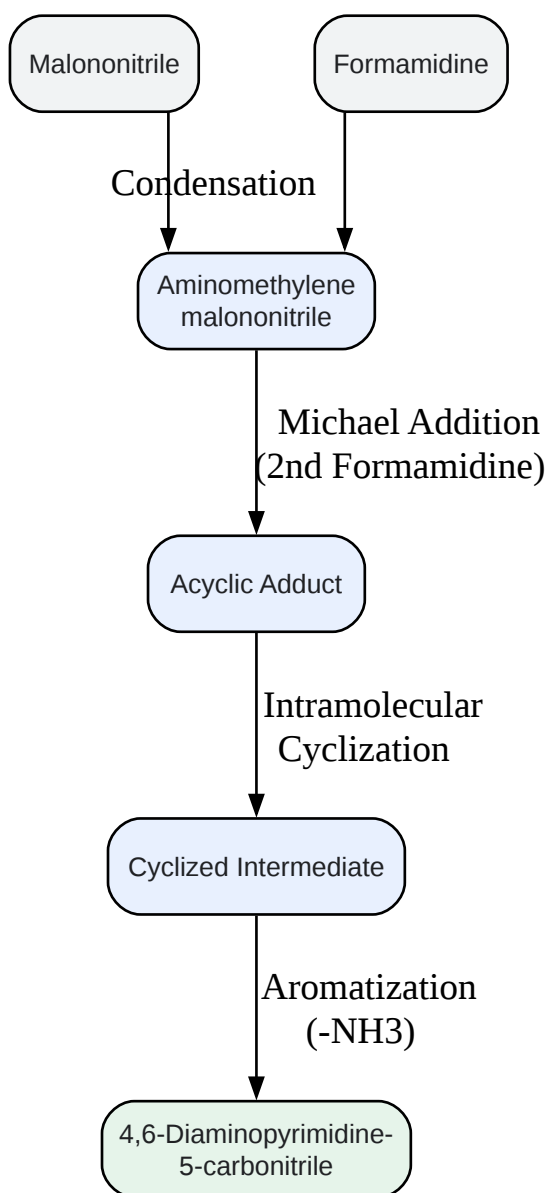 Malononitrile
Formamidine
Condensation
Aminomethylene
malononitrile
Michael Addition
(2nd Formamidine)
Acyclic Adduct
Intramolecular
Cyclization
Cyclized Intermediate
Aromatization
(-NH3)
4,6-Diaminopyrimidine-
5-carbonitrile